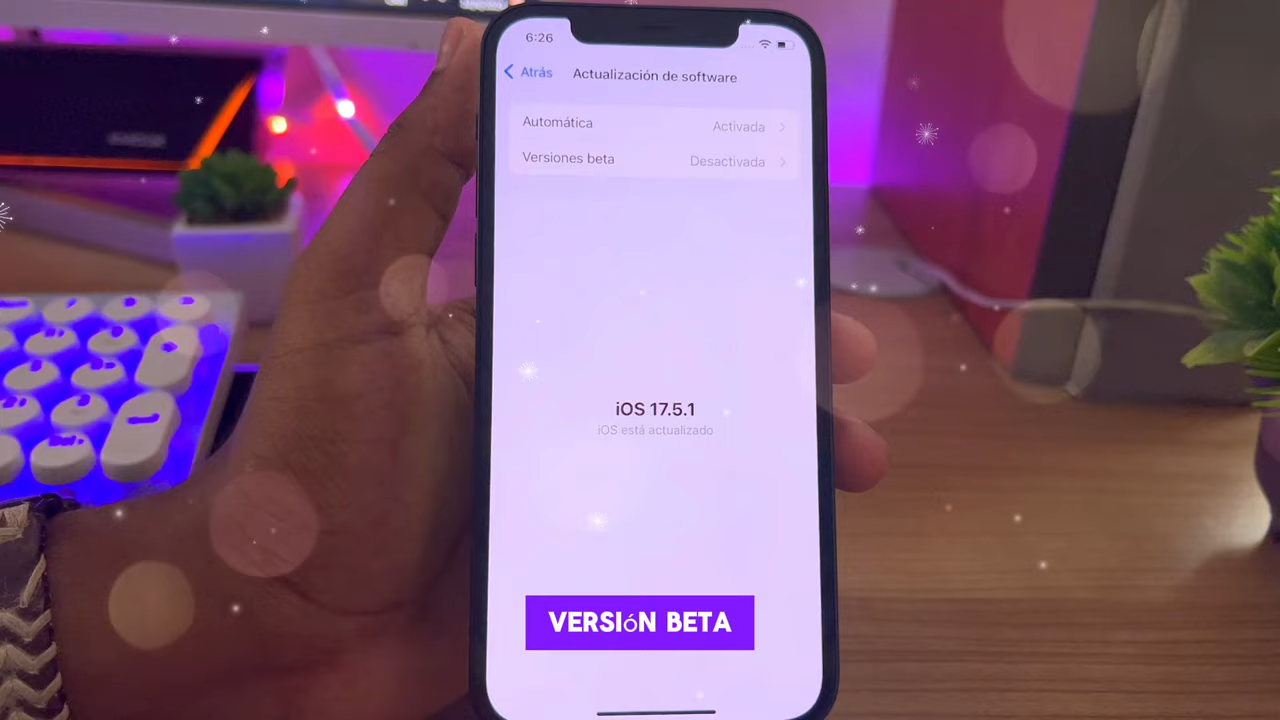 6:26
Atrás
Actualización de software
Automática
Activada
Versiones beta
Desactivada
iOS 17.5.1
iOS está actualizado
VERSIóN BETA